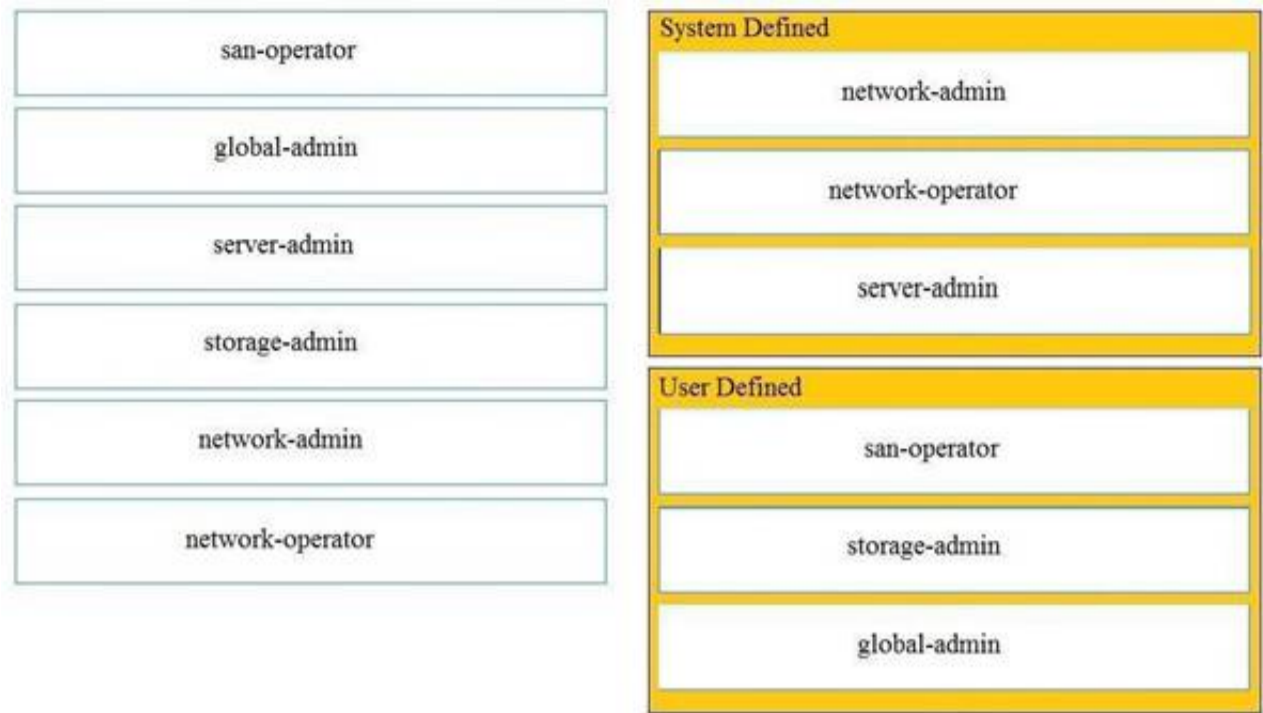 san-operator
global-admin
server-admin
storage-admin
network-admin
network-operator
System Defined
network-admin
network-operator
server-admin
User Defined
san-operator
storage-admin
global-admin